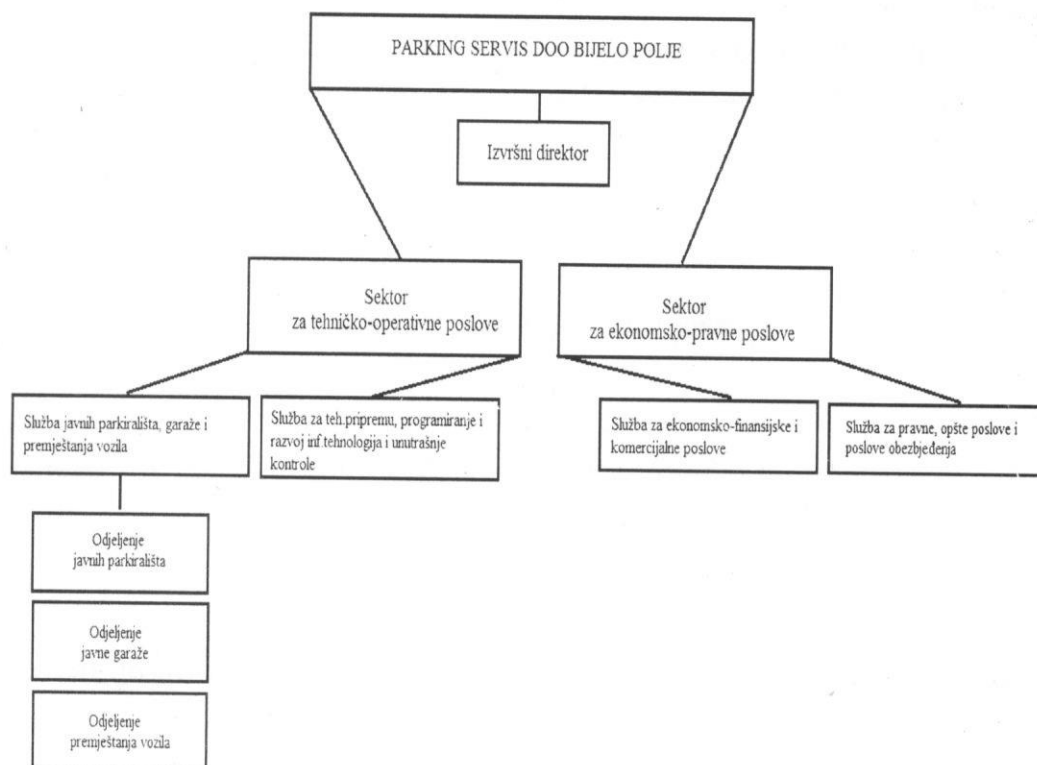 PARKING SERVIS DOO BIJELO POLJE
Izvršni direktor
Sektor
za tehničko-operativne poslove
Sektor
za ekonomsko-pravne poslove
Služba javnih parkirališta, garaže i
premještanja vozila
Služba za teh.pripremu, programiranje i
razvoj inf.tehnologija i unutrašnje
kontrole
Služba za ekonomsko-finansijske i
komercijalne poslove
Služba za pravne, opšte poslove i
poslove obezbjeđenja
Odjeljenje
javnih parkirališta
Odjeljenje
javne garaže
Odjeljenje
premještanja vozila